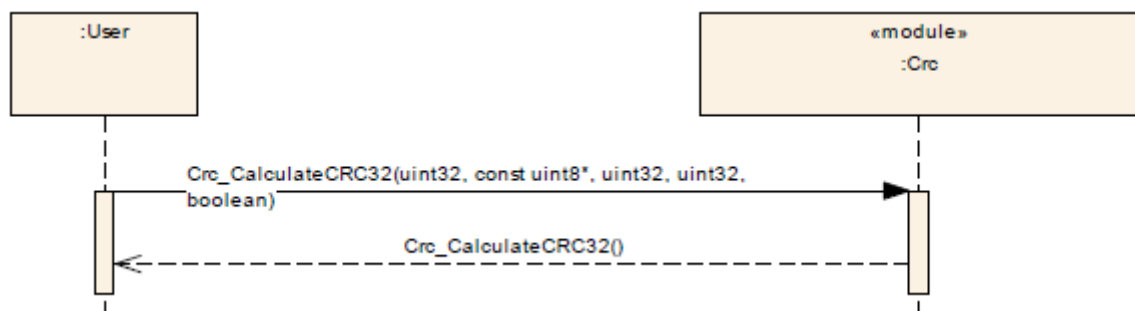 :User
«module»
:Crc
Crc_CalculateCRC32(uint32, const uint8*, uint32, uint32,
boolean)
Crc_CalculateCRC32()